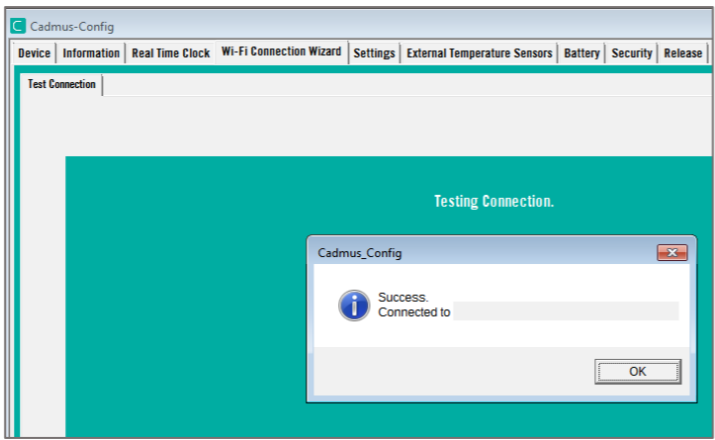 Cadmus-Config
Device Information Real Time Clock Wi-Fi Connection Wizard Settings External Temperature Sensors Battery Security Release
Test Connection
Testing Connection.
Cadmus_Config
Success.
Connected to
OK